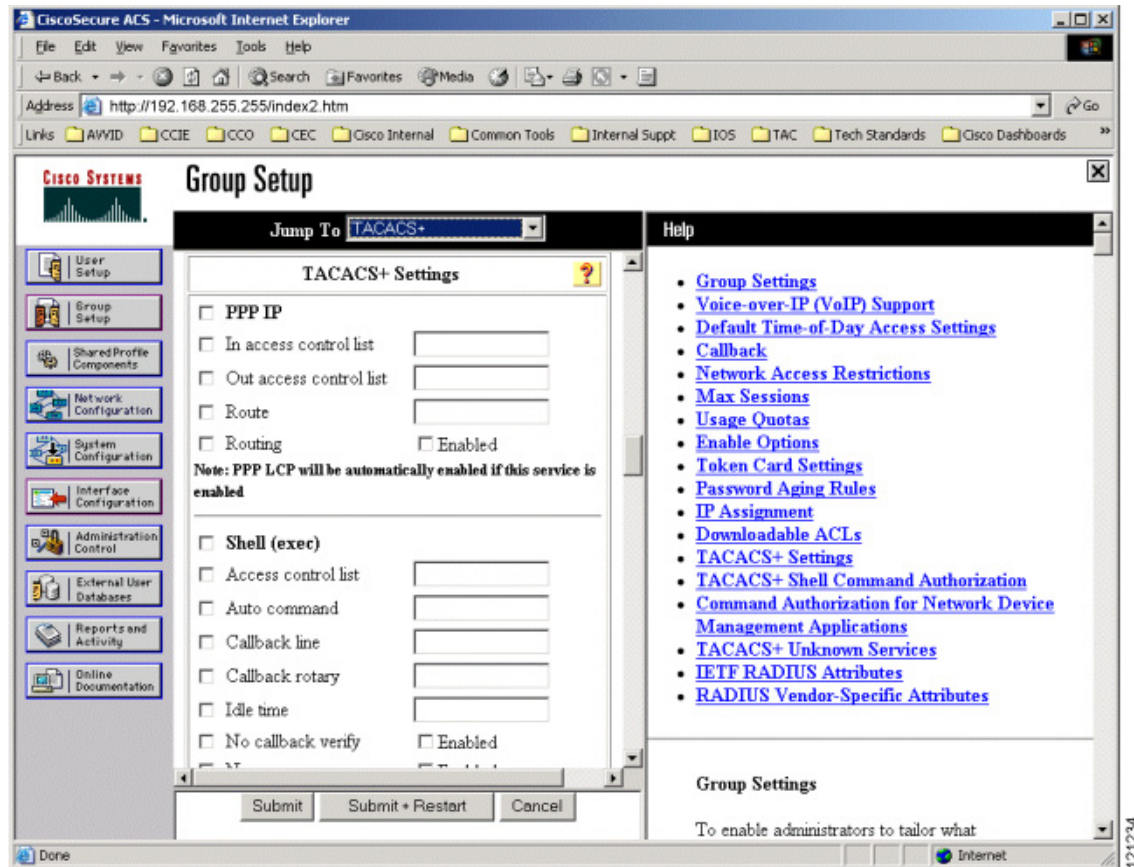 CiscoSecure ACS - Microsoft Internet Explorer
File Edit View Favorites Tools Help
Back Search Favorites Media
Address http://192.168.255.255/index2.htm Go
Links AVVID CCIE CCO CEC Cisco Internal Common Tools Internal Suppt IOS TAC Tech Standards Cisco Dashboards »
CISCO SYSTEMS
Group Setup
Jump To TACACS+
Help
User
Setup
Group
Setup
Shared Profile
Components
Network
Configuration
System
Configuration
Interface
Configuration
Administration
Control
External User
Databases
Reports and
Activity
Online
Documentation
TACACS+ Settings ?
PPP IP
In access control list
Out access control list
Route
Routing Enabled
Note: PPP LCP will be automatically enabled if this service is
enabled
Shell (exec)
Access control list
Auto command
Callback line
Callback rotary
Idle time
No callback verify Enabled
Submit Submit + Restart Cancel
Group Settings
Voice-over-IP (VoIP) Support
Default Time-of-Day Access Settings
Callback
Network Access Restrictions
Max Sessions
Usage Quotas
Enable Options
Token Card Settings
Password Aging Rules
IP Assignment
Downloadable ACLs
TACACS+ Settings
TACACS+ Shell Command Authorization
Command Authorization for Network Device
Management Applications
TACACS+ Unknown Services
IETF RADIUS Attributes
RADIUS Vendor-Specific Attributes
Group Settings
To enable administrators to tailor what
Done Internet
121234